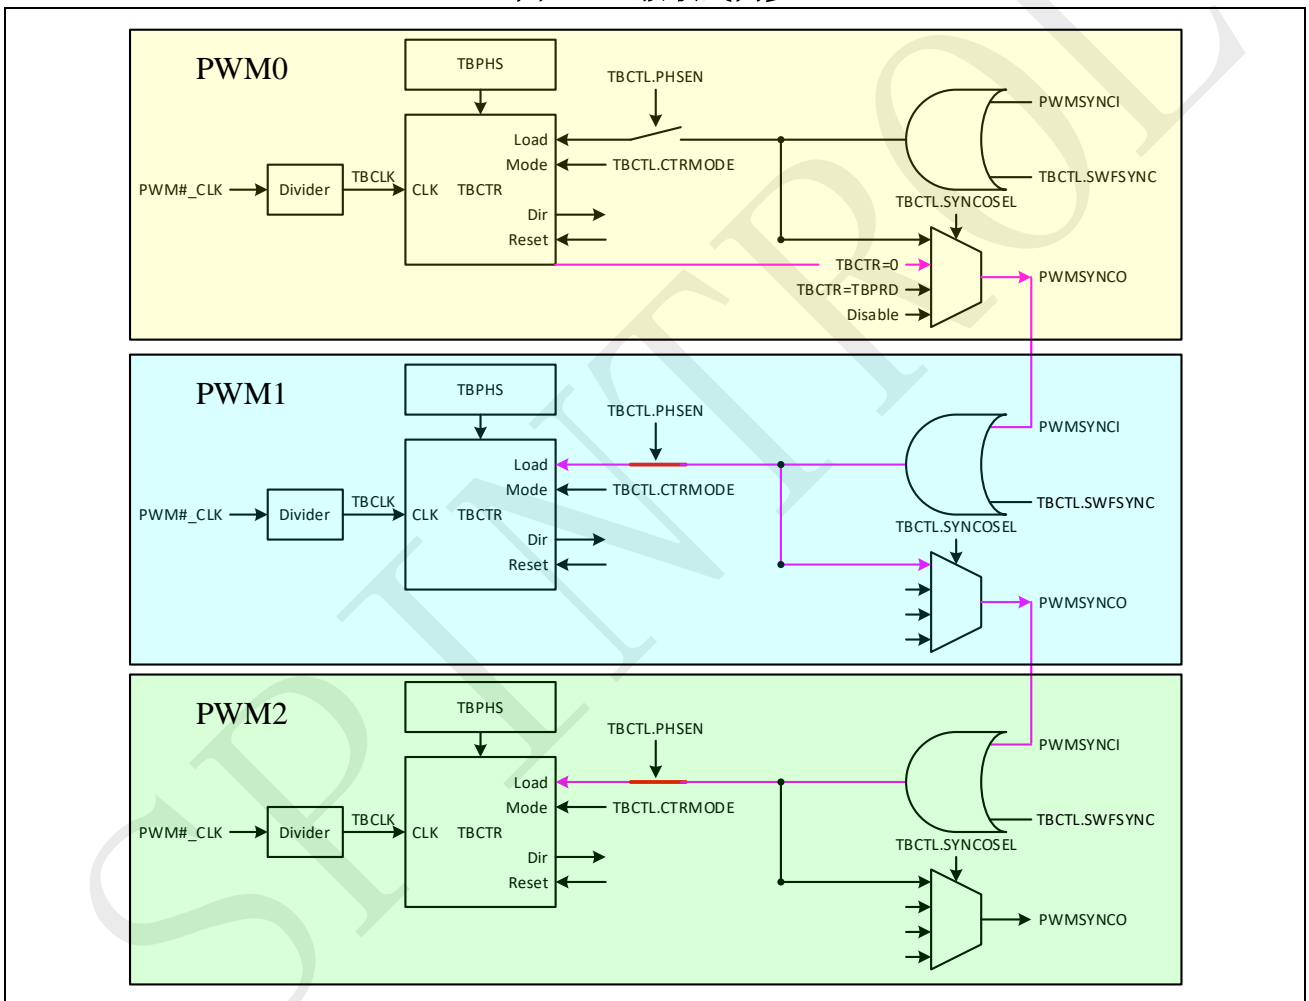 PWM0
TBPHS
TBCTL.PHSEN
PWMSYNCI
Load
Mode
TBCTL.CTRMODE
PWM#_CLK
Divider
TBCLK
CLK
TBCTR
TBCTL.SWFSYNC
TBCTL.SYNCOSEL
Dir
Reset
TBCTR=0
PWMSYNCO
TBCTR=TBPRD
Disable
PWM1
TBPHS
TBCTL.PHSEN
PWMSYNCI
Load
Mode
TBCTL.CTRMODE
PWM#_CLK
Divider
TBCLK
CLK
TBCTR
TBCTL.SWFSYNC
TBCTL.SYNCOSEL
Dir
Reset
PWMSYNCO
PWM2
TBPHS
TBCTL.PHSEN
PWMSYNCI
Load
Mode
TBCTL.CTRMODE
PWM#_CLK
Divider
TBCLK
CLK
TBCTR
TBCTL.SWFSYNC
TBCTL.SYNCOSEL
Dir
Reset
PWMSYNCO
SPINTROL